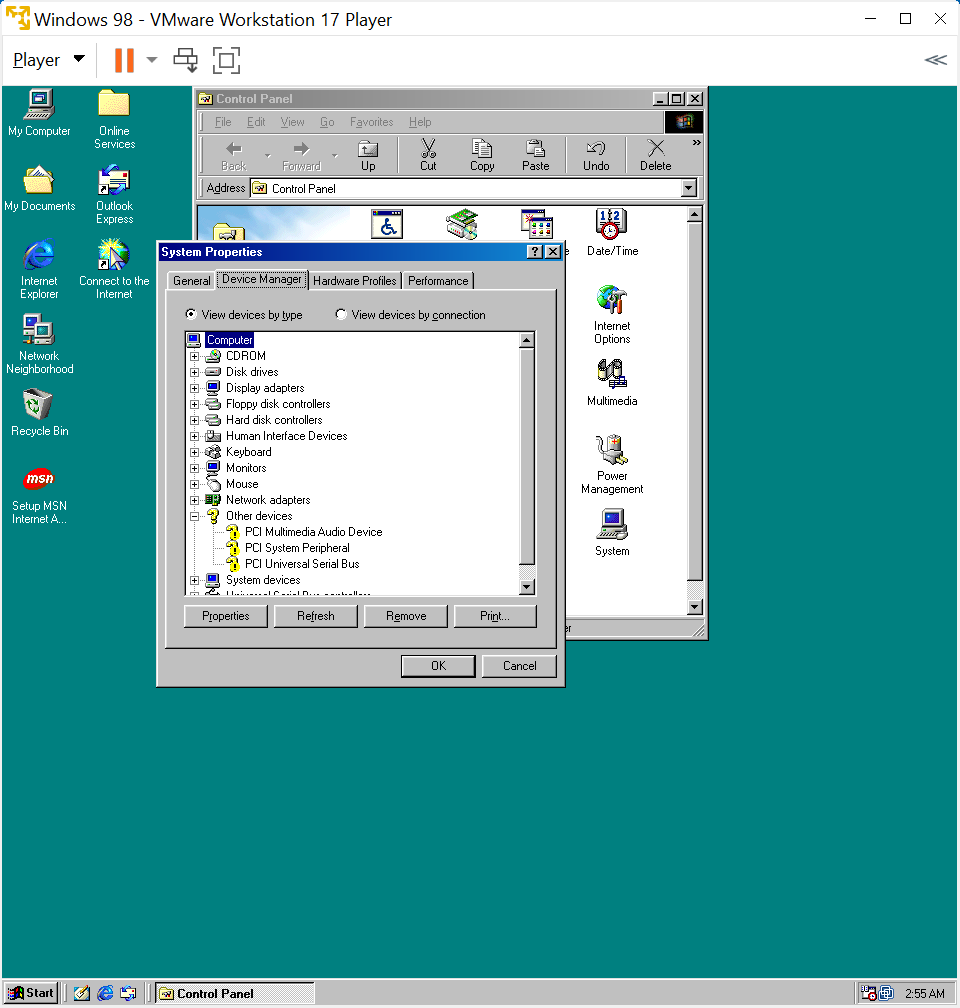 Windows 98 - VMware Workstation 17 Player
Player
My Computer
Online
Services
My Documents
Outlook
Express
Internet
Explorer
Connect to the
Internet
Network
Neighborhood
Recycle Bin
msn
Setup MSN
Internet A...
Control Panel
File Edit View Go Favorites Help
Back Forward Up Cut Copy Paste Undo Delete »
Address Control Panel
Date/Time
Internet
Options
Multimedia
Power
Management
System
System Properties
General Device Manager Hardware Profiles Performance
View devices by type View devices by connection
Computer
CDROM
Disk drives
Display adapters
Floppy disk controllers
Hard disk controllers
Human Interface Devices
Keyboard
Monitors
Mouse
Network adapters
Other devices
PCI Multimedia Audio Device
PCI System Peripheral
PCI Universal Serial Bus
System devices
Universal Serial Bus controllers
Properties Refresh Remove Print...
OK Cancel
Start Control Panel 2:55 AM